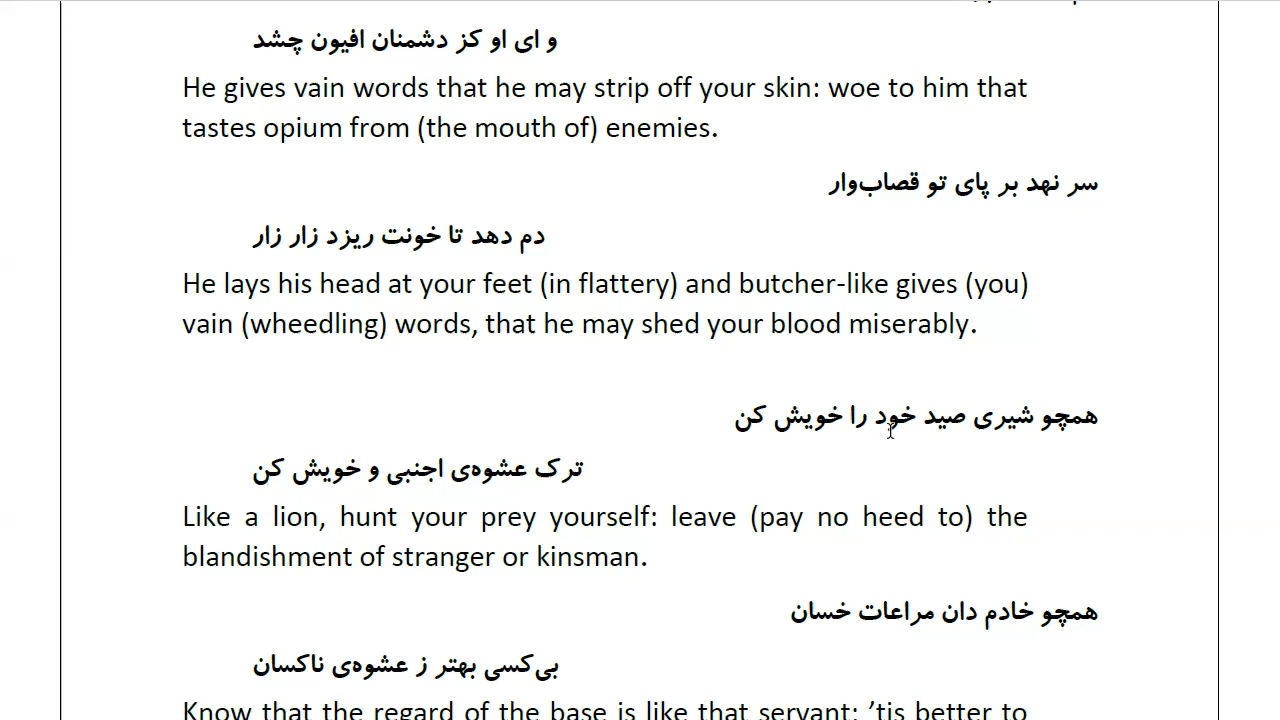 و ای او کز دشمنان افیون چشد
He gives vain words that he may strip off your skin: woe to him that
tastes opium from (the mouth of) enemies.
سر نهد بر پای تو قصاب‌وار
دم دهد تا خونت ریزد زار زار
He lays his head at your feet (in flattery) and butcher-like gives (you)
vain (wheedling) words, that he may shed your blood miserably.
همچو شیری صید خود را خویش کن
ترک عشوه‌ی اجنبی و خویش کن
Like a lion, hunt your prey yourself: leave (pay no heed to) the
blandishment of stranger or kinsman.
همچو خادم دان مراعات خسان
بی‌کسی بهتر ز عشوه‌ی ناکسان
Know that the regard of the base is like that servant: ’tis better to